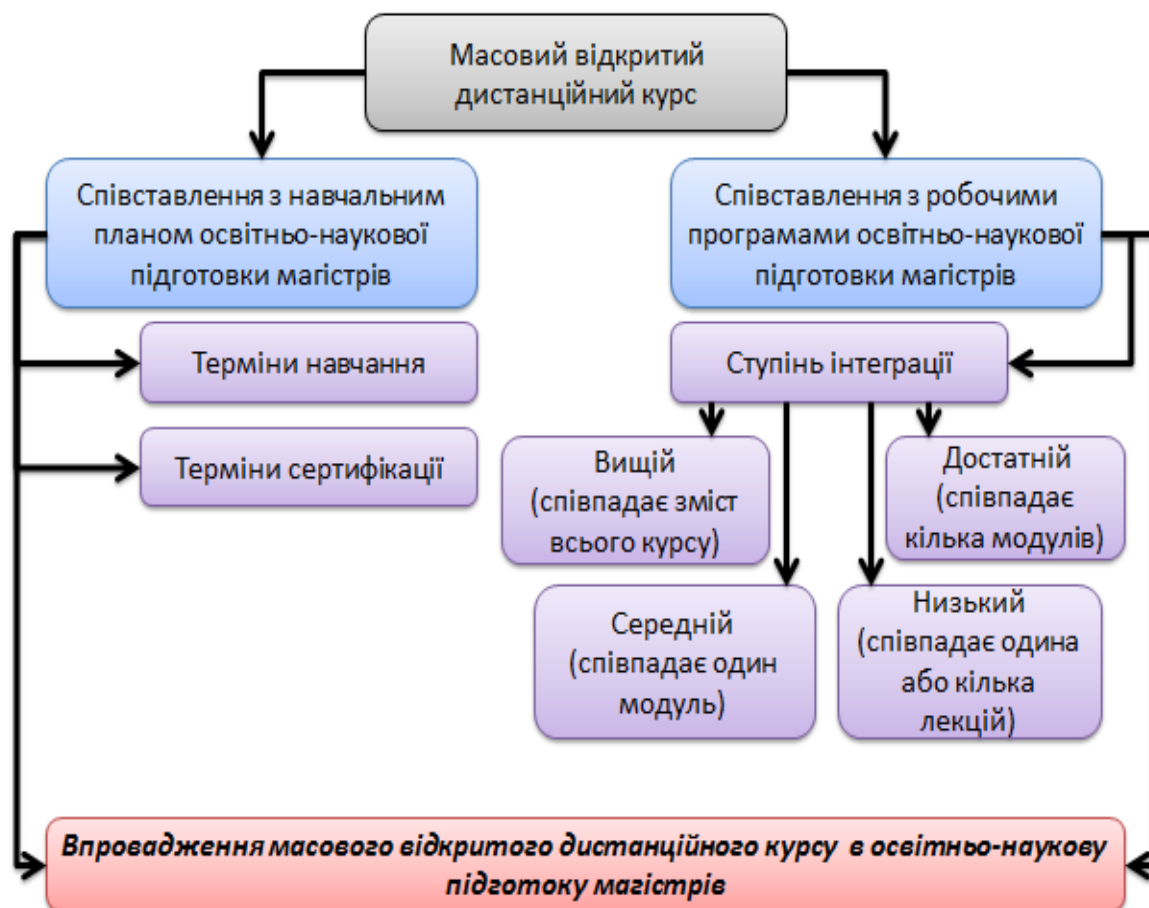 Масовий відкритий
дистанційний курс
Співставлення з навчальним
планом освітньо-наукової
підготовки магістрів
Співставлення з робочими
програмами освітньо-наукової
підготовки магістрів
Терміни навчання
Ступінь інтеграції
Терміни сертифікації
Вищій
(співпадає зміст
всього курсу)
Достатній
(співпадає
кілька модулів)
Середній
(співпадає один
модуль)
Низький
(співпадає одина
або кілька
лекцій)
Впровадження масового відкритого дистанційного курсу в освітньо-наукову
підготоку магістрів